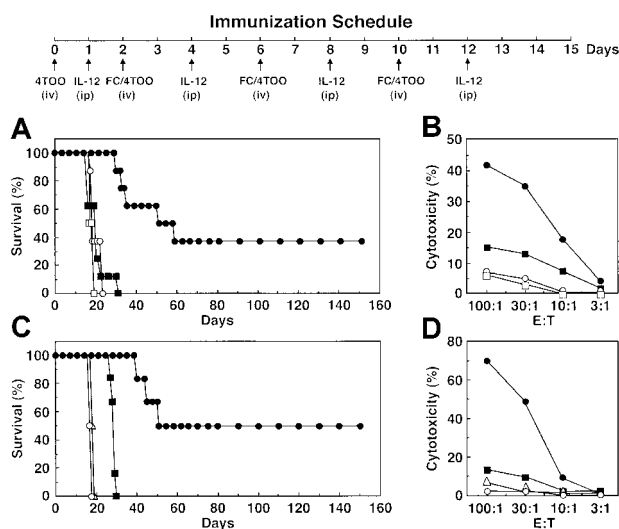 Immunization Schedule
0 1 2 3 4 5 6 7 8 9 10 11 12 13 14 15 Days
4TOO IL-12 FC/4TOO IL-12 FC/4TOO !L-12 FC/4TOO IL-12
(iv) (ip) (iv) (ip) (iv) (ip) (iv) (ip)
A
Survival (%)
100
80
60
40
20
0
0 20 40 60 80 100 120 140 160
Days
B
Cytotoxicity (%)
50
40
30
20
10
0
100:1 30:1 10:1 3:1
E:T
C
Survival (%)
100
80
60
40
20
0
0 20 40 60 80 100 120 140 160
Days
D
Cytotoxicity (%)
80
60
40
20
0
100:1 30:1 10:1 3:1
E:T